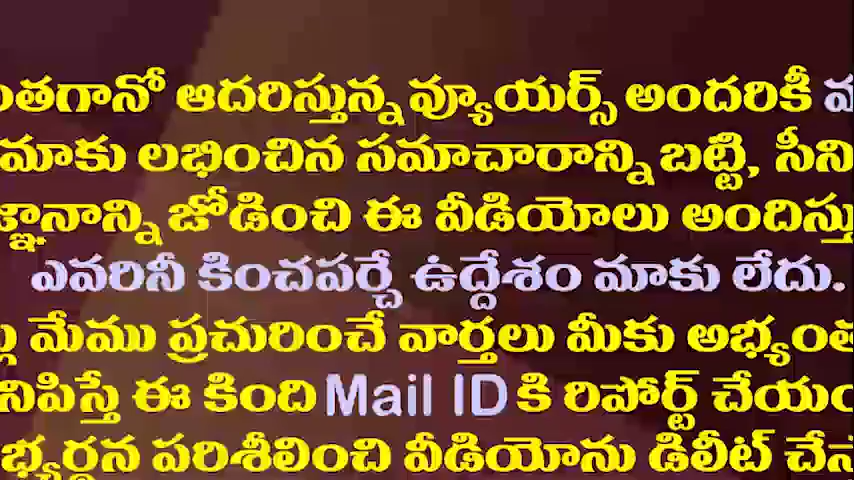 ంతగానో ఆదరిస్తున్న వ్యూయర్స్ అందరికీ
మాకు లభించిన సమాచారాన్ని బట్టి, సీని
జ్ఞానాన్ని జోడించి ఈ వీడియోలు అందిస్తు
ఎవరినీ కించపర్చే ఉద్దేశం మాకు లేదు.
మేము ప్రచురించే వార్తలు మీకు అభ్యంత
నిపిస్తే ఈ కింది Mail ID కి రిపోర్ట్ చేయం
భ్యర్థన పరిశీలించి వీడియోను డిలీట్ చేస